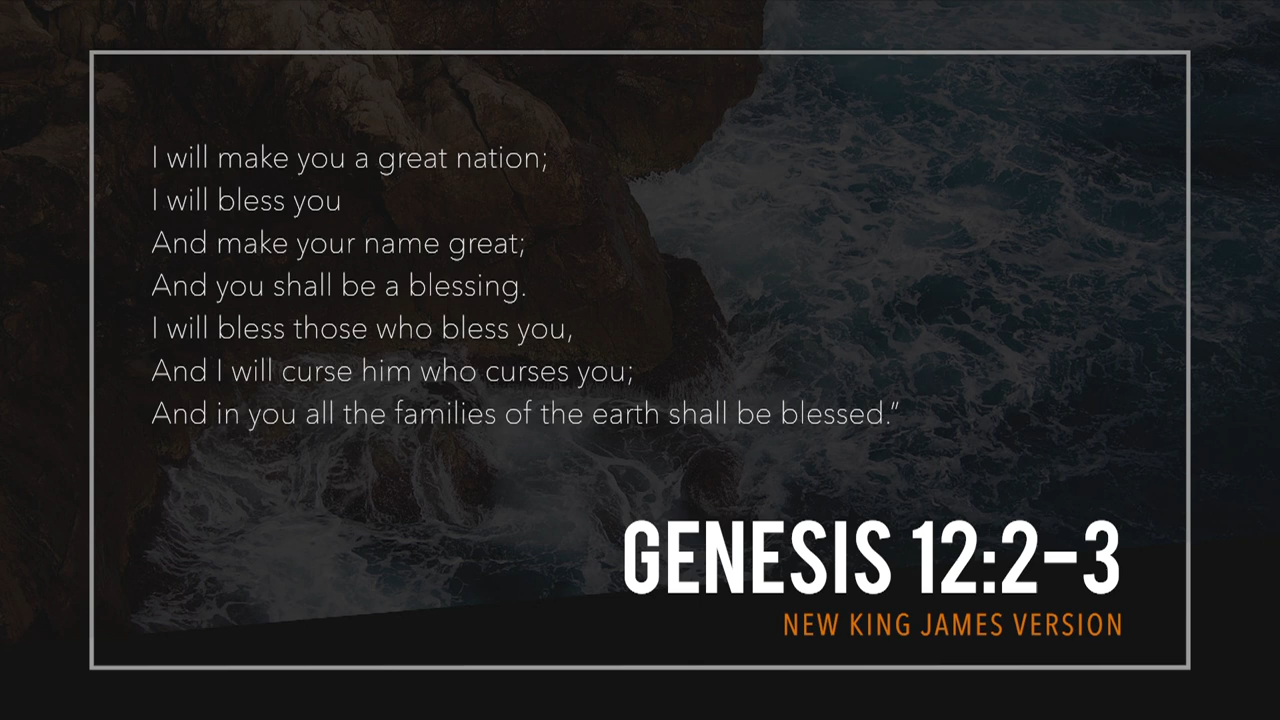 I will make you a great nation;
I will bless you
And make your name great;
And you shall be a blessing.
I will bless those who bless you,
And I will curse him who curses you;
And in you all the families of the earth shall be blessed.”
GENESIS 12:2–3
NEW KING JAMES VERSION